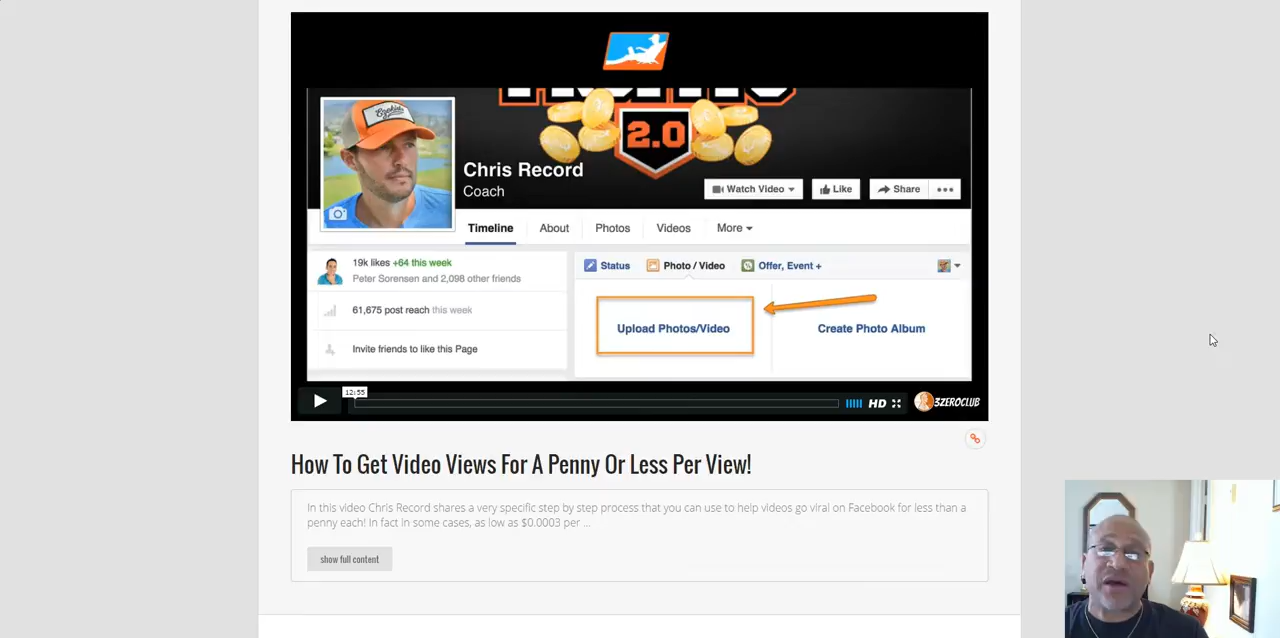 2.0
Chris Record
Coach
Watch Video
Like
Share
Timeline
About
Photos
Videos
More
19k likes +64 this week
Peter Sorensen and 2,098 other friends
61,675 post reach this week
Invite friends to like this Page
Status
Photo / Video
Offer, Event +
Upload Photos/Video
Create Photo Album
12:55
HD
3ZEROCLUB
How To Get Video Views For A Penny Or Less Per View!
In this video Chris Record shares a very specific step by step process that you can use to help videos go viral on Facebook for less than a
penny each! In fact in some cases, as low as $0.0003 per ...
show full content